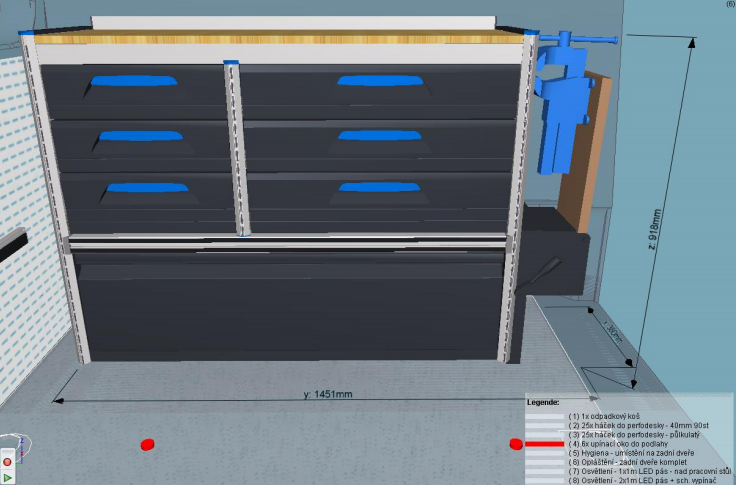 (6)
z: 918mm
y: 1451mm
Legende:
(1) 1x odpadkový koš
(2) 25x háček do perfodesky - 40mm 90st
(3) 25x háček do perfodesky - půlkulatý
(4) 6x upínací oko do podlahy
(5) Hygiena - umístění na zadní dveře
(6) Opláštění - zadní dveře komplet
(7) Osvětlení - 1x1m LED pás - nad pracovní stůl
(8) Osvětlení - 2x1m LED pás + sch. vypínač